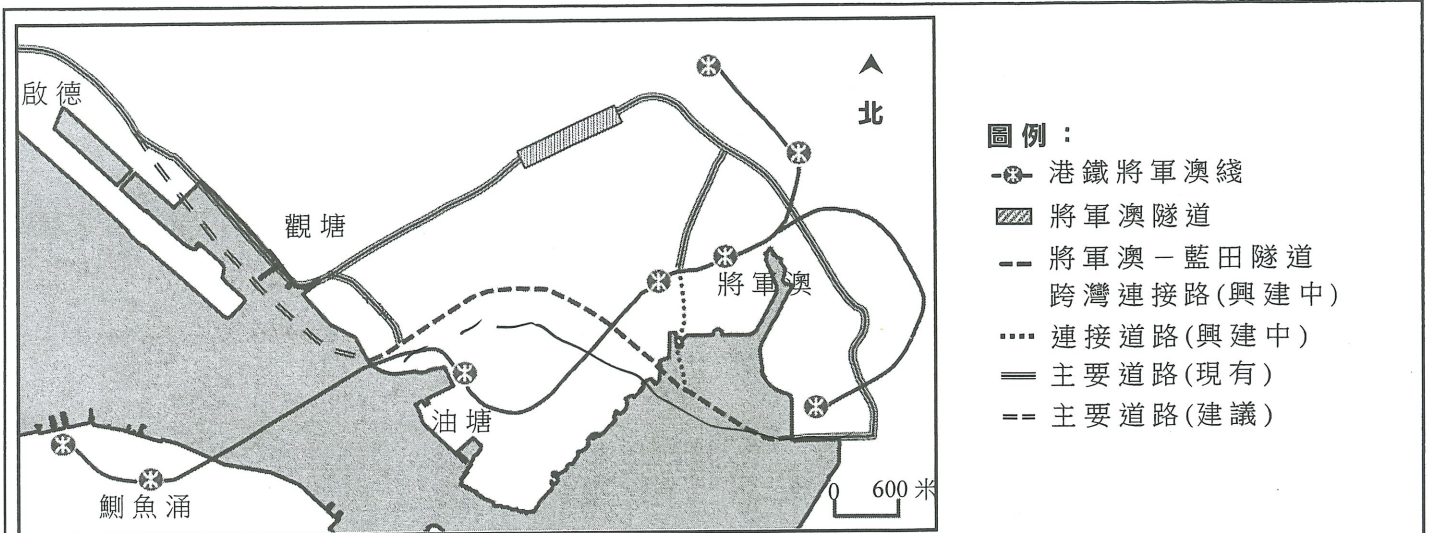 啟德
北
觀塘
將軍澳
油塘
鰂魚涌
0 600米
圖例：
港鐵將軍澳綫
將軍澳隧道
將軍澳－藍田隧道
跨灣連接路(興建中)
連接道路(興建中)
主要道路(現有)
主要道路(建議)